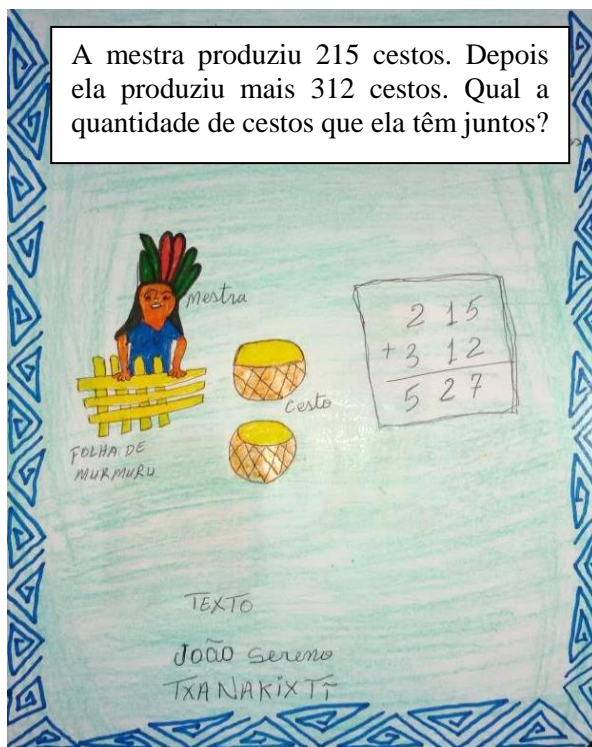 A mestra produziu 215 cestos. Depois
ela produziu mais 312 cestos. Qual a
quantidade de cestos que ela têm juntos?
mestra
215
+ 312
527
cesto
FOLHA DE
MURMURU
TEXTO
João Sereno
TXANAKIXTĨ